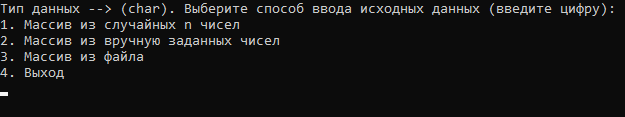 Тип данных --> (char). Выберите способ ввода исходных данных (введите цифру):
1. Массив из случайных n чисел
2. Массив из вручную заданных чисел
3. Массив из файла
4. Выход